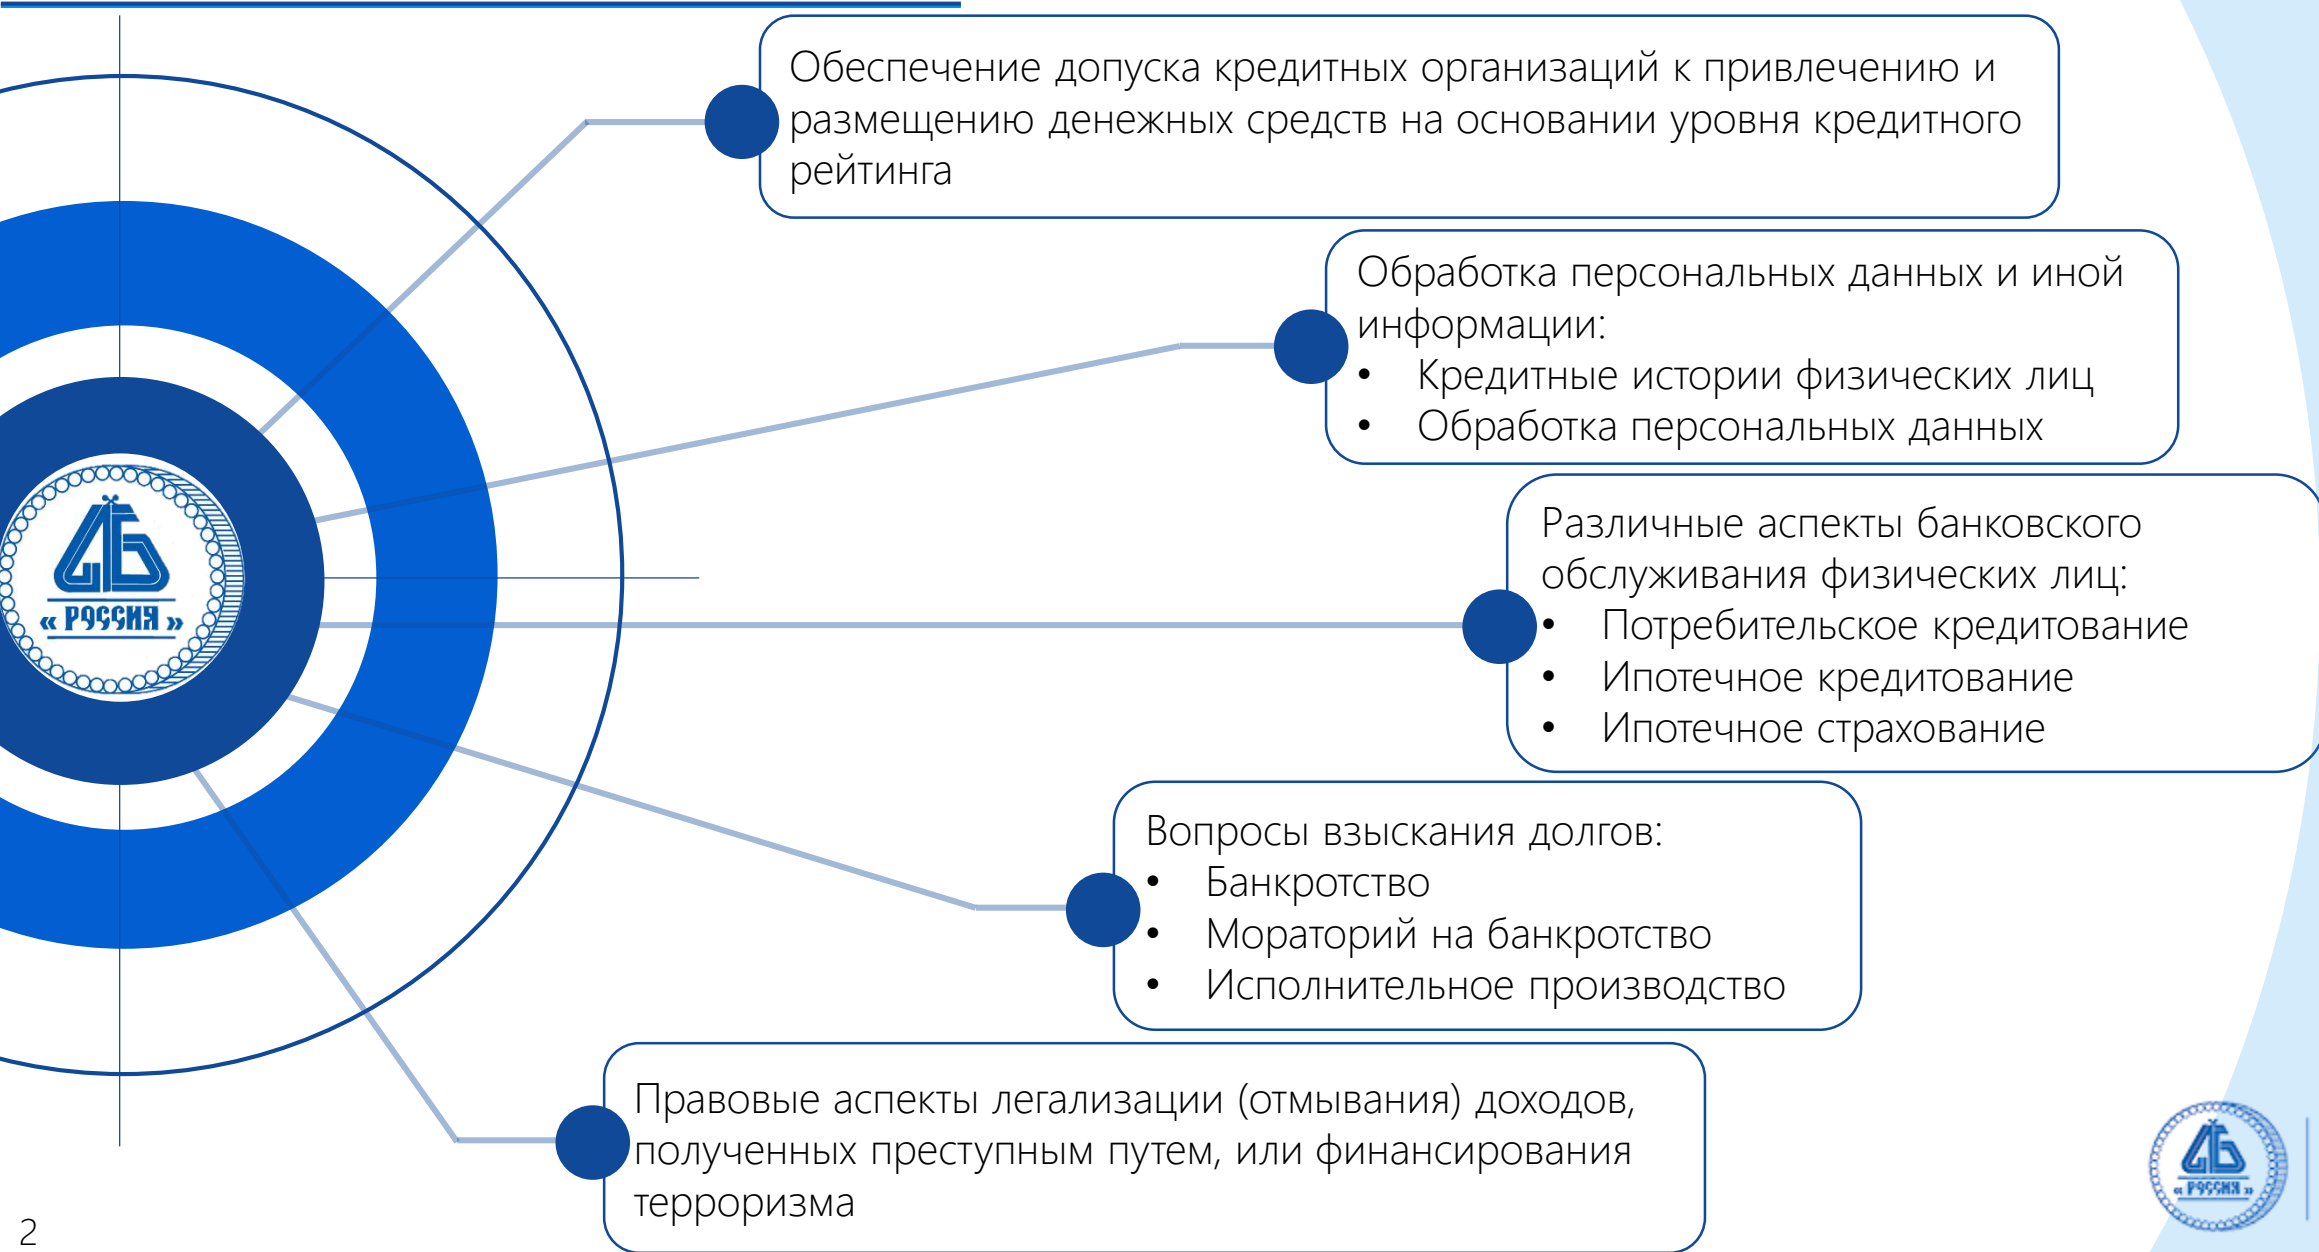 Обеспечение допуска кредитных организаций к привлечению и
размещению денежных средств на основании уровня кредитного
рейтинга
Обработка персональных данных и иной
информации:
• Кредитные истории физических лиц
• Обработка персональных данных
Различные аспекты банковского
обслуживания физических лиц:
• Потребительское кредитование
• Ипотечное кредитование
• Ипотечное страхование
« РОССИЯ »
Вопросы взыскания долгов:
• Банкротство
• Мораторий на банкротство
• Исполнительное производство
Правовые аспекты легализации (отмывания) доходов,
полученных преступным путем, или финансирования
терроризма
« РОССИЯ »
2